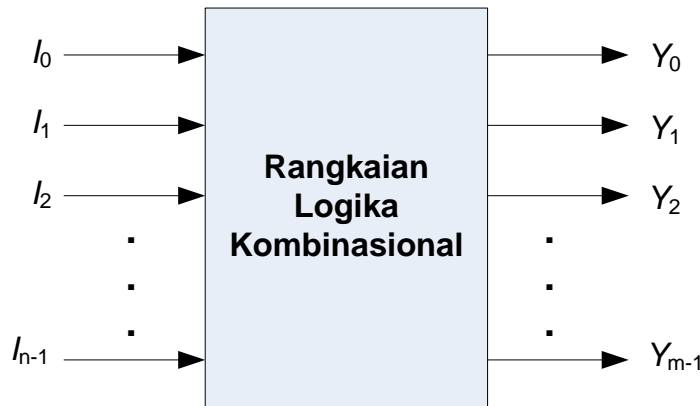 I0
Y0
I1
Y1
I2
Y2
Rangkaian
Logika
Kombinasional
In-1
Ym-1